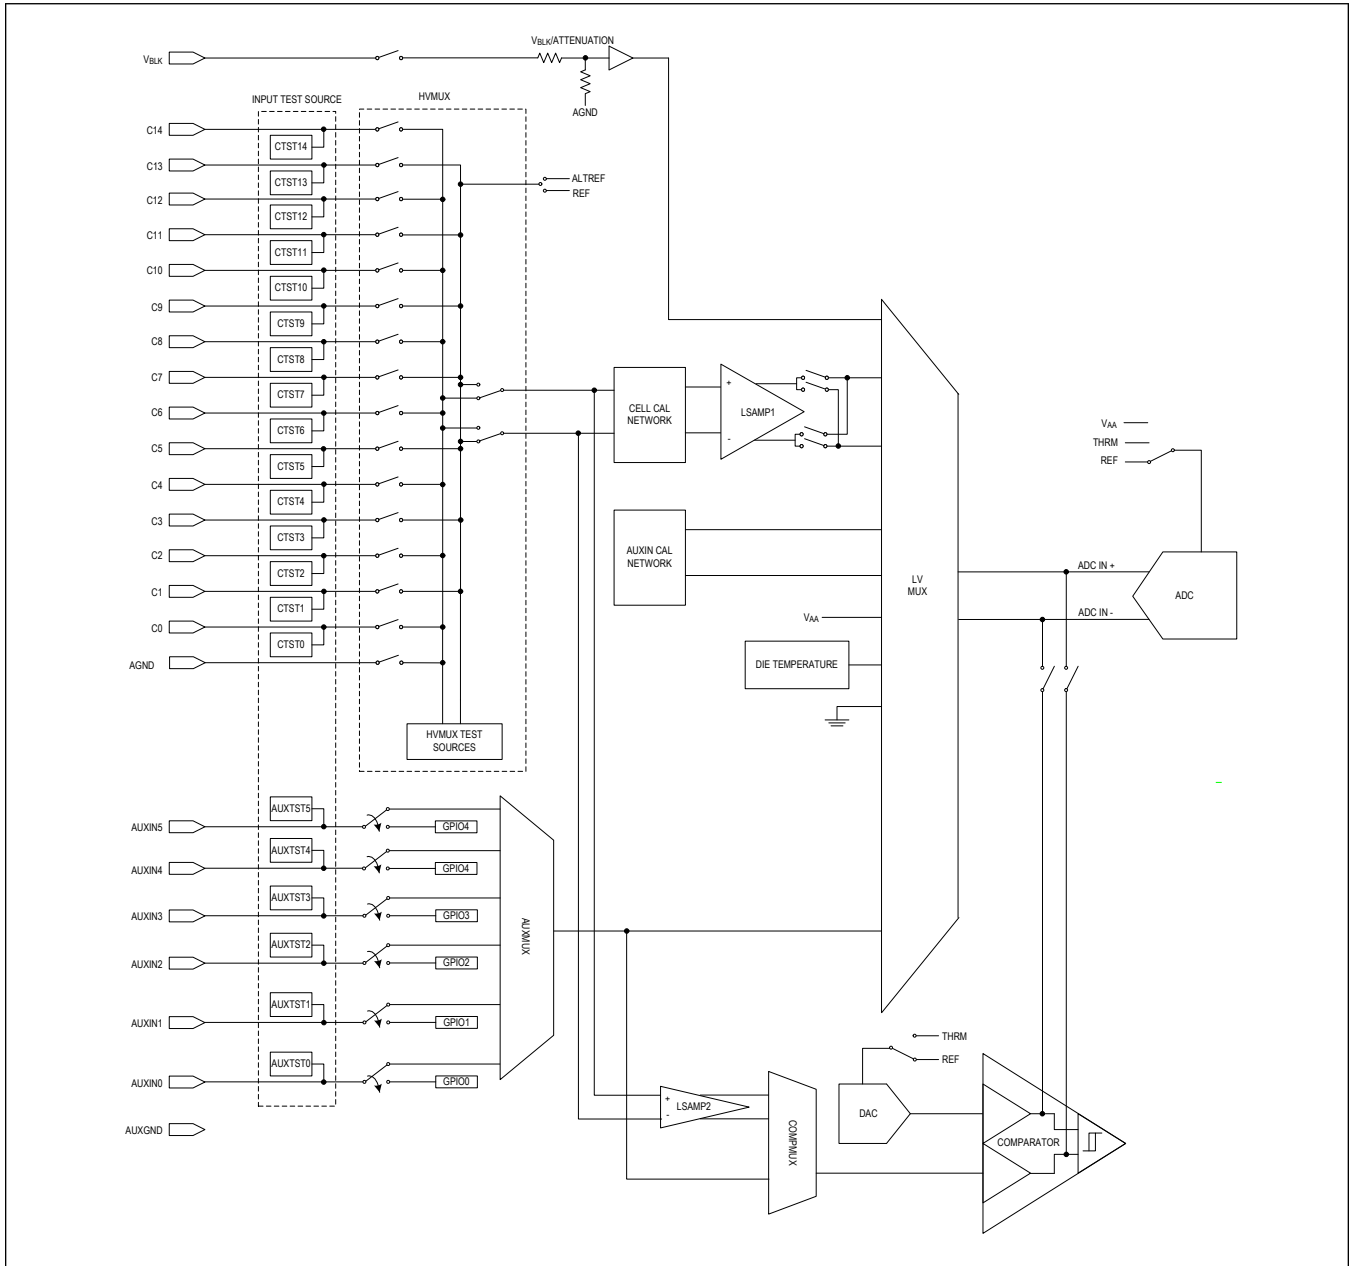 VBLK
VBLK/ATTENUATION
AGND
INPUT TEST SOURCE
HVMUX
C14
CTST14
C13
CTST13
ALTREF
REF
C12
CTST12
C11
CTST11
C10
CTST10
C9
CTST9
C8
CTST8
C7
CTST7
C6
CTST6
C5
CTST5
C4
CTST4
C3
CTST3
C2
CTST2
C1
CTST1
C0
CTST0
AGND
HVMUX TEST
SOURCES
CELL CAL
NETWORK
+
-
LSAMP1
AUXIN CAL
NETWORK
VAA
DIE TEMPERATURE
LV
MUX
VAA
THRM
REF
ADC IN +
ADC IN -
ADC
AUXTST5
AUXIN5
GPIO4
AUXTST4
AUXIN4
GPIO4
AUXTST3
AUXIN3
GPIO3
AUXTST2
AUXIN2
GPIO2
AUXTST1
AUXIN1
GPIO1
AUXTST0
AUXIN0
GPIO0
AUXGND
AUXMUX
+
-
LSAMP2
COMPMUX
THRM
REF
DAC
COMPARATOR